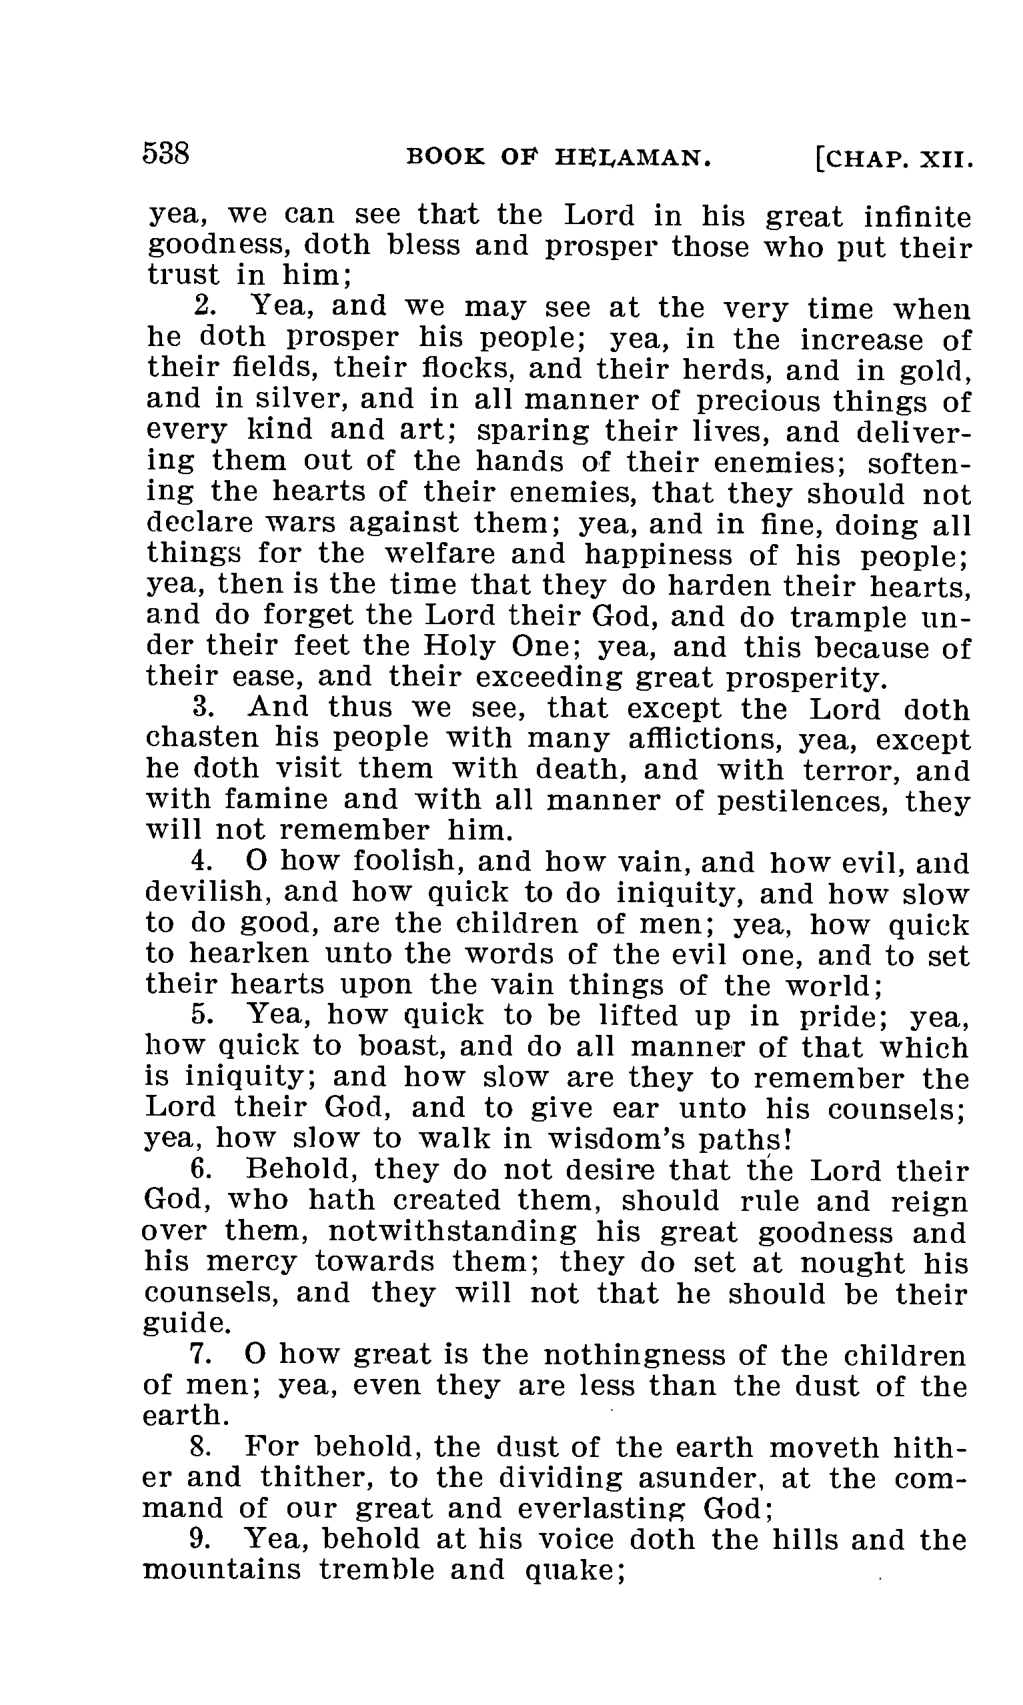 538 BOOK OF HELAMAN. [CHAP. XII.
yea, we can see that the Lord in his great infinite
goodness, doth bless and prosper those who put their
trust in him;
2. Yea, and we may see at the very time when
he doth prosper his people; yea, in the increase of
their fields, their flocks, and their herds, and in gold,
and in silver, and in all manner of precious things of
every kind and art; sparing their lives, and deliver-
ing them out of the hands of their enemies; soften-
ing the hearts of their enemies, that they should not
declare wars against them; yea, and in fine, doing all
things for the welfare and happiness of his people;
yea, then is the time that they do harden their hearts,
and do forget the Lord their God, and do trample un-
der their feet the Holy One; yea, and this because of
their ease, and their exceeding great prosperity.
3. And thus we see, that except the Lord doth
chasten his people with many afflictions, yea, except
he doth visit them with death, and with terror, and
with famine and with all manner of pestilences, they
will not remember him.
4. O how foolish, and how vain, and how evil, and
devilish, and how quick to do iniquity, and how slow
to do good, are the children of men; yea, how quick
to hearken unto the words of the evil one, and to set
their hearts upon the vain things of the world;
5. Yea, how quick to be lifted up in pride; yea,
how quick to boast, and do all manner of that which
is iniquity; and how slow are they to remember the
Lord their God, and to give ear unto his counsels;
yea, how slow to walk in wisdom's paths!
6. Behold, they do not desire that the Lord their
God, who hath created them, should rule and reign
over them, notwithstanding his great goodness and
his mercy towards them; they do set at nought his
counsels, and they will not that he should be their
guide.
7. O how great is the nothingness of the children
of men; yea, even they are less than the dust of the
earth.
8. For behold, the dust of the earth moveth hith-
er and thither, to the dividing asunder, at the com-
mand of our great and everlasting God;
9. Yea, behold at his voice doth the hills and the
mountains tremble and quake;